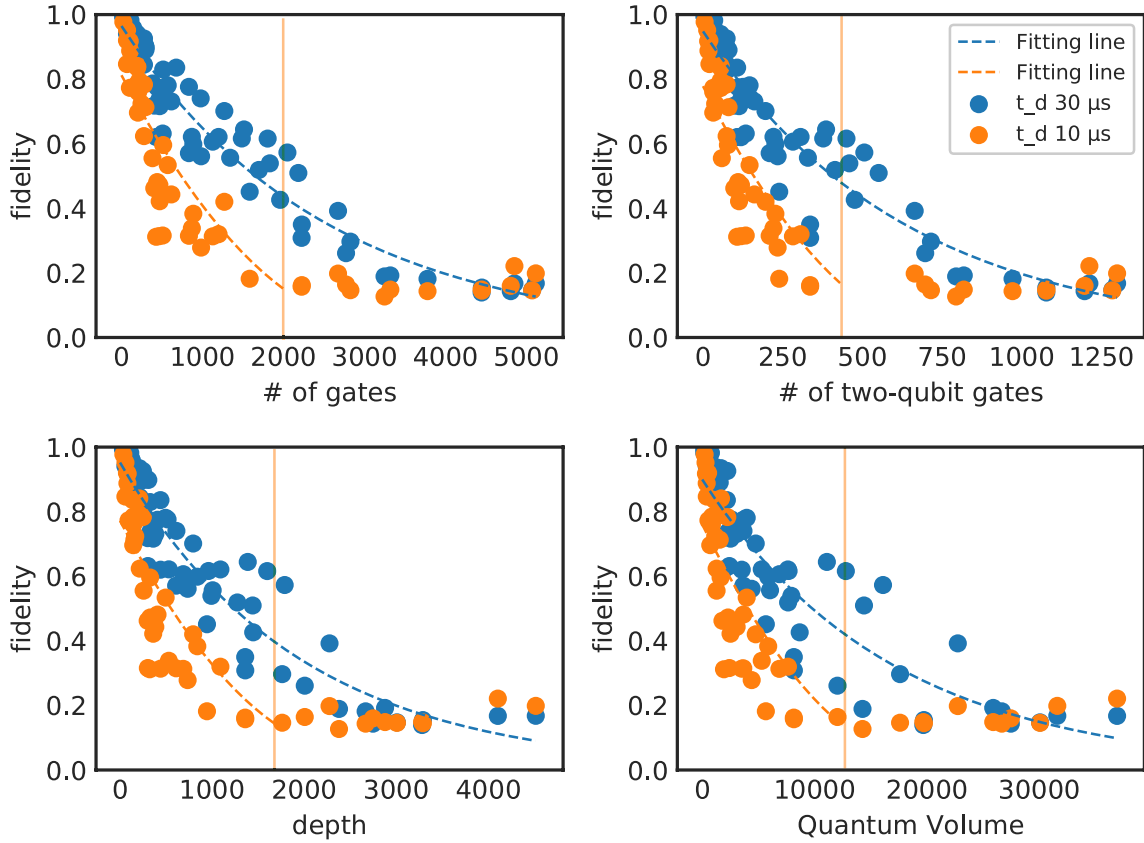 1.0
0.8
0.6
0.4
0.2
0.0
fidelity
0 1000 2000 3000 4000 5000
# of gates
1.0
0.8
0.6
0.4
0.2
0.0
fidelity
0 250 500 750 1000 1250
# of two-qubit gates
Fitting line
Fitting line
t_d 30 μs
t_d 10 μs
1.0
0.8
0.6
0.4
0.2
0.0
fidelity
0 1000 2000 3000 4000
depth
1.0
0.8
0.6
0.4
0.2
0.0
fidelity
0 10000 20000 30000
Quantum Volume